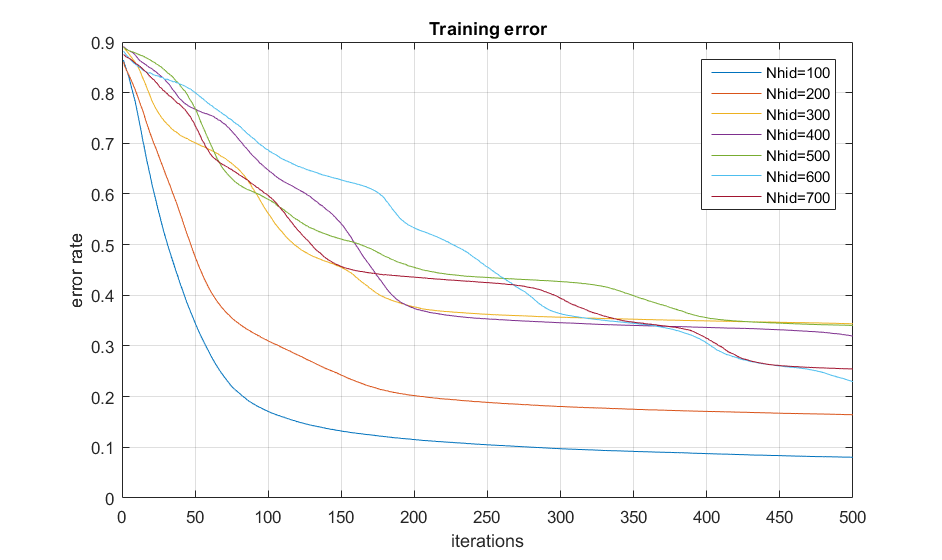 Training error
0.9
0.8
0.7
0.6
0.5
0.4
0.3
0.2
0.1
0
error rate
Nhid=100
Nhid=200
Nhid=300
Nhid=400
Nhid=500
Nhid=600
Nhid=700
0 50 100 150 200 250 300 350 400 450 500
iterations